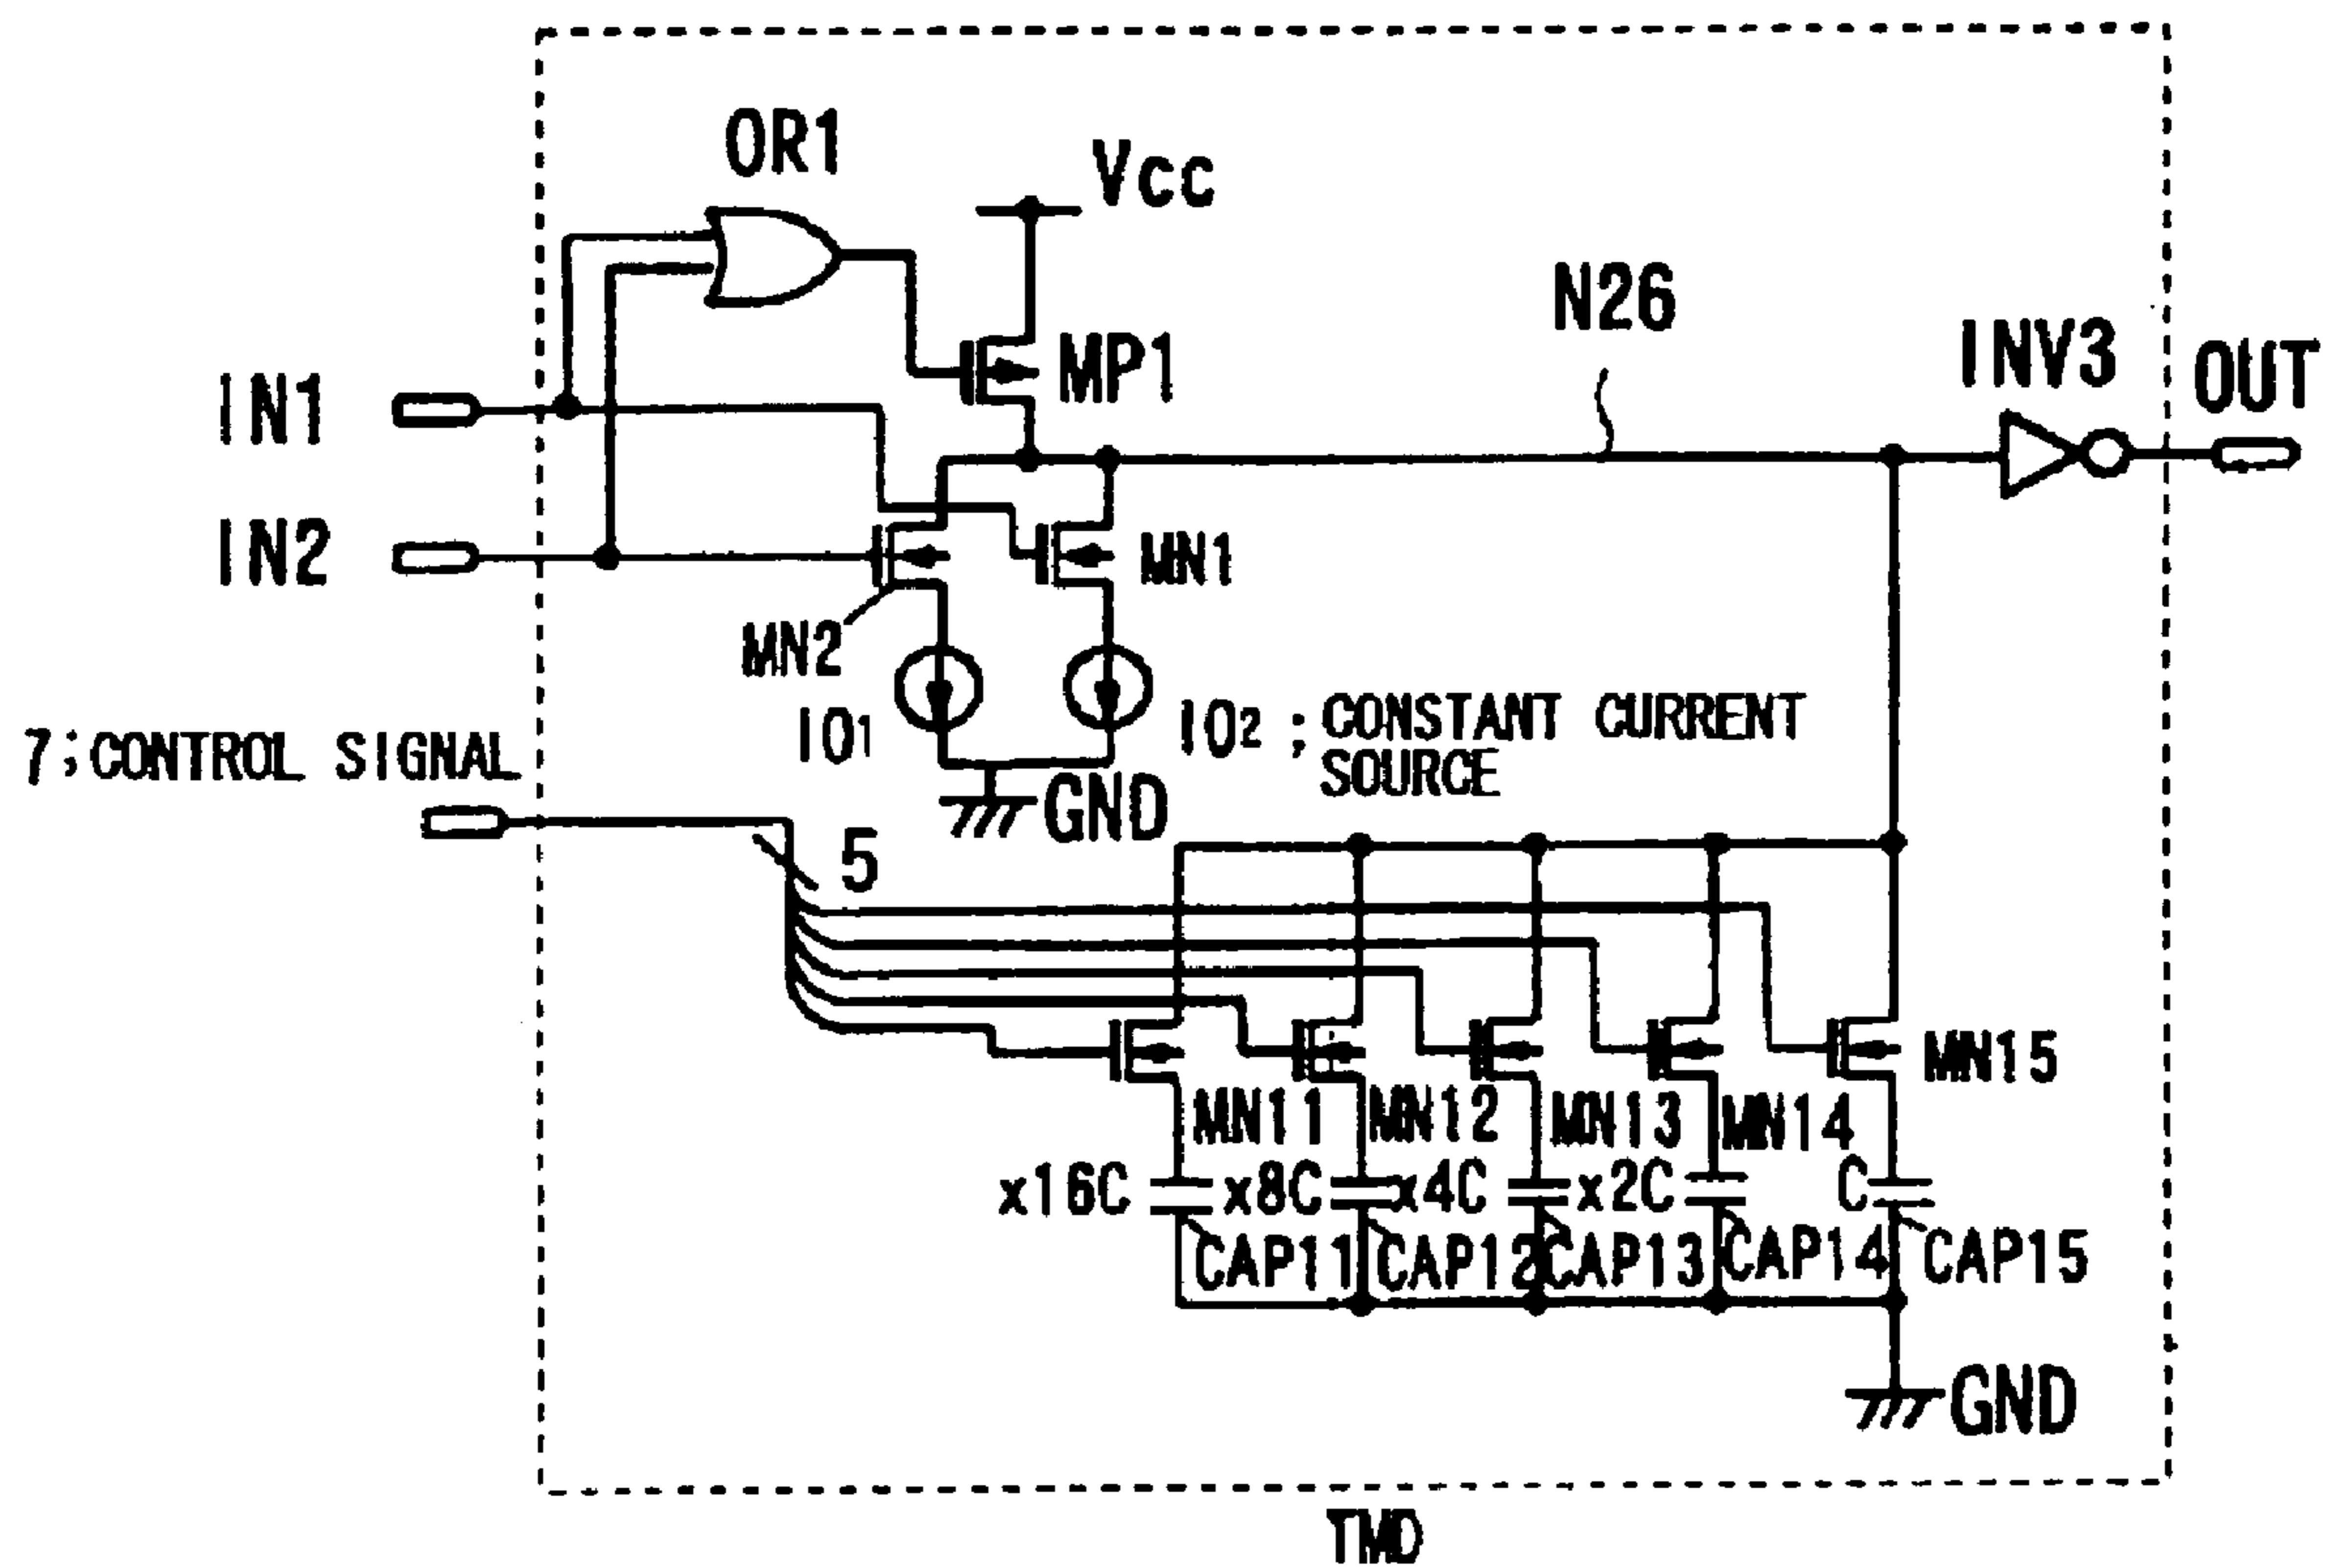 OR1
Vcc
N26
INV3
OUT
MP1
IN1
IN2
MN1
MN2
IO1
IO2 ; CONSTANT CURRENT
SOURCE
7;CONTROL SIGNAL
GND
5
MN15
MN11
MN12
MN13
MN14
x16C
x8C
x4C
x2C
C
CAP11
CAP12
CAP13
CAP14
CAP15
GND
TMD